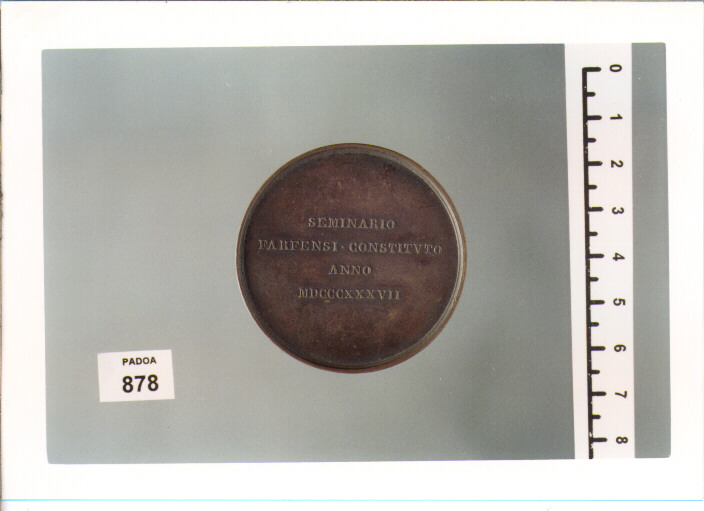 SEMINARIO
FARFENSI · CONSTITVTO
ANNO
MDCCCXXXVII
PADOA
878
0
1
2
3
4
5
6
7
8